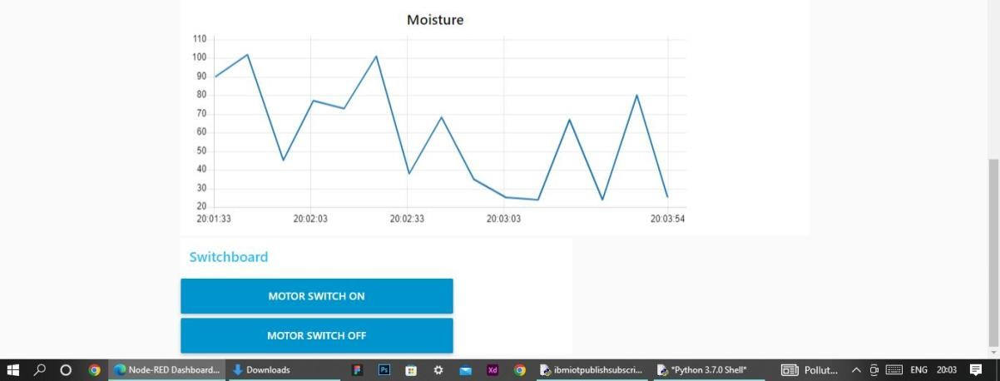 Moisture
110
100
90
80
70
60
50
40
30
20
20:01:33 20:02:03 20:02:33 20:03:03 20:03:54
Switchboard
MOTOR SWITCH ON
MOTOR SWITCH OFF
Node-RED Dashboard... Downloads Ps Xd ibmiotpublishsubscri... *Python 3.7.0 Shell* Pollut... ENG 20:03